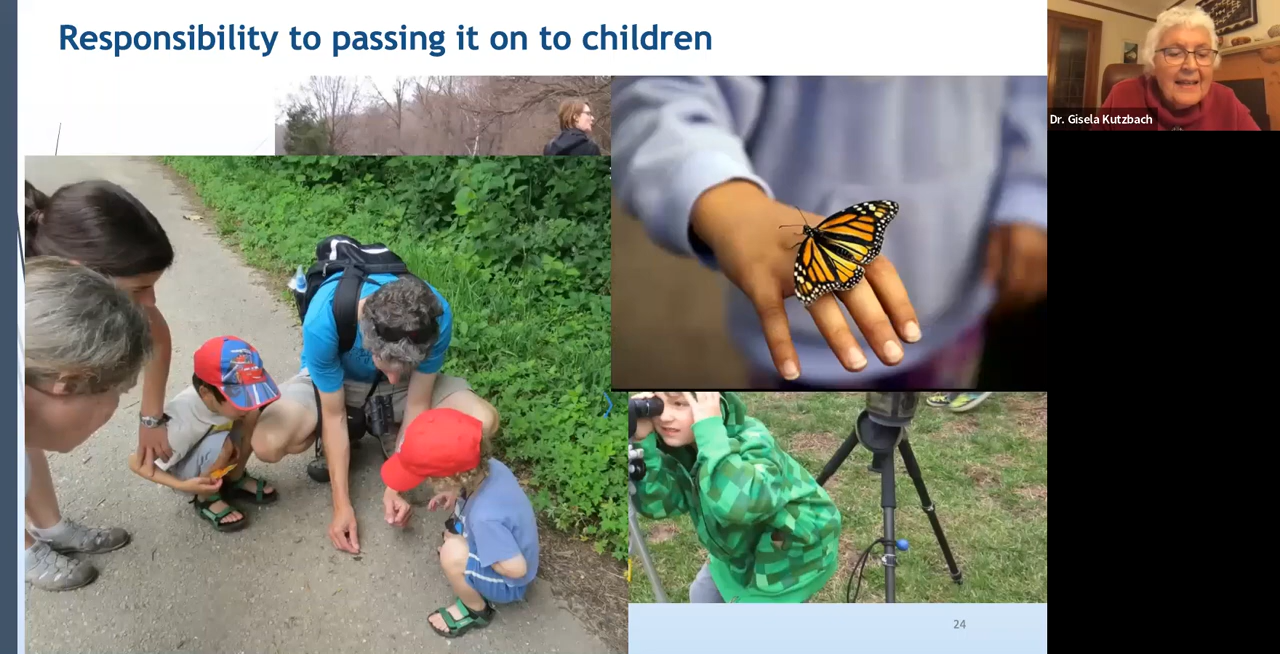 Responsibility to passing it on to children
Dr. Gisela Kutzbach
24